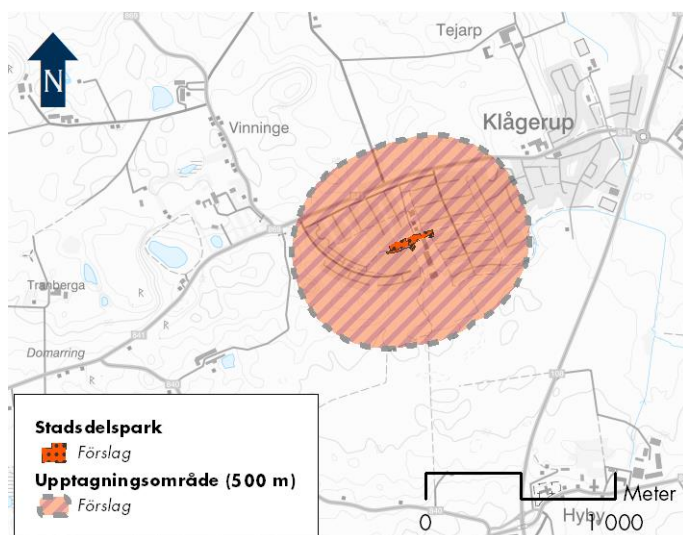 Tejarp
Klågerup
N
Vinninge
Tranberga
Domarring
Stadsdelspark
Förslag
Upptagningsområde (500 m)
Förslag
Meter
0
1 000
Hyby